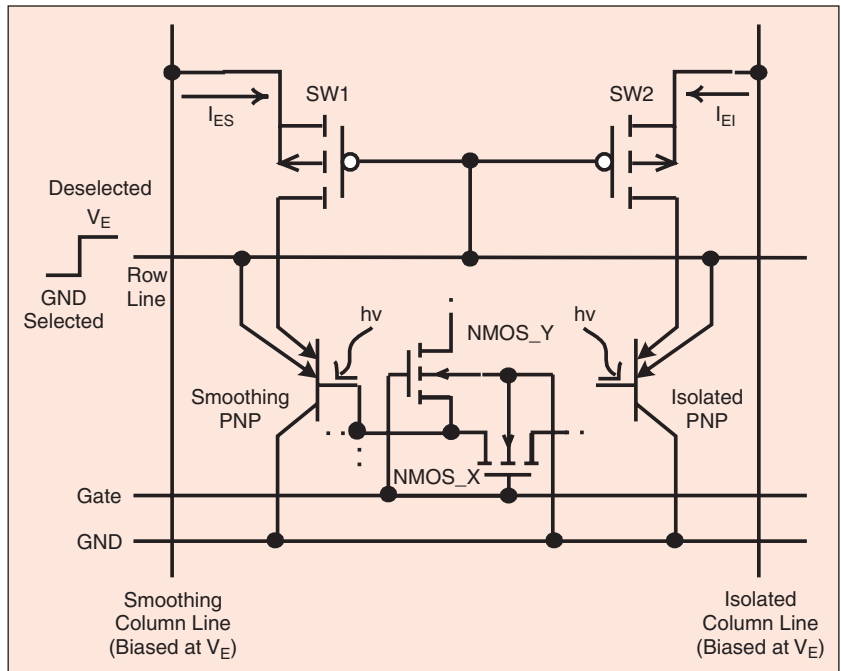 SW1
SW2
I_ES
I_EI
Deselected
V_E
GND
Selected
Row
Line
hv
NMOS_Y
hv
Smoothing
PNP
Isolated
PNP
NMOS_X
Gate
GND
Smoothing
Column Line
(Biased at V_E)
Isolated
Column Line
(Biased at V_E)